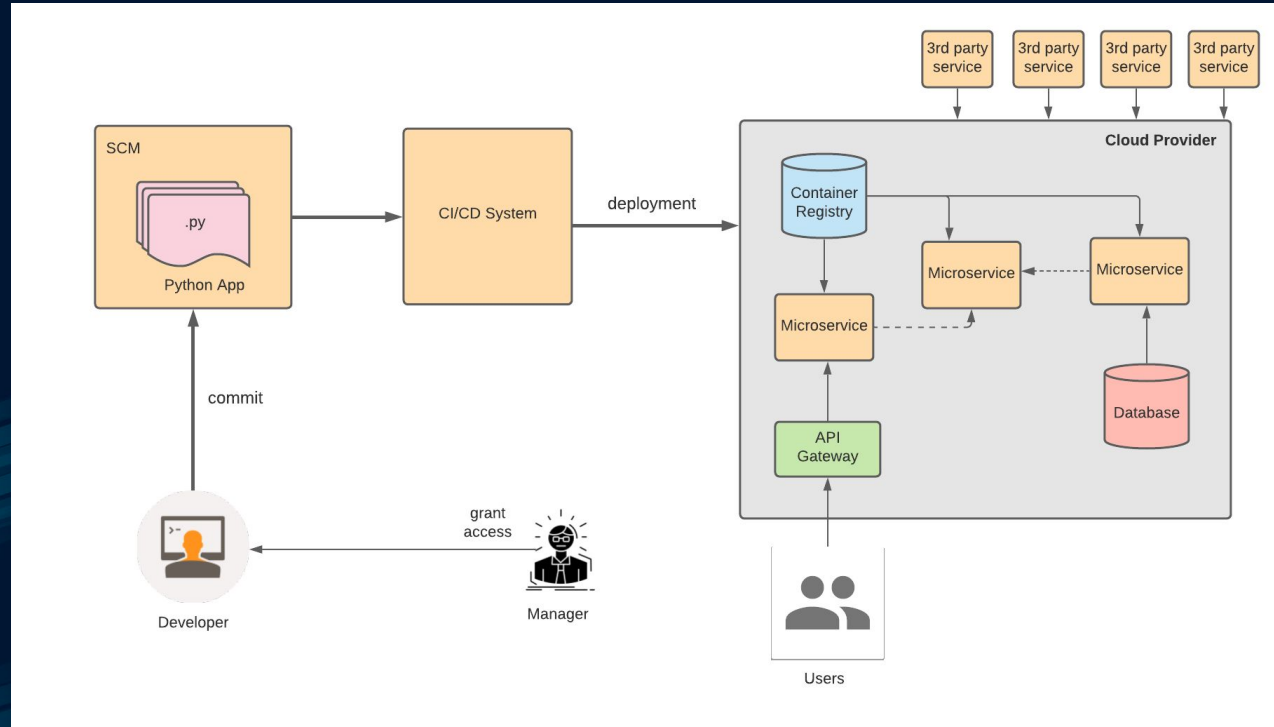 3rd party
service
3rd party
service
3rd party
service
3rd party
service
Cloud Provider
SCM
.py
Python App
CI/CD System
deployment
Container
Registry
Microservice
Microservice
Microservice
Database
API
Gateway
commit
>-
grant
access
Developer
Manager
Users